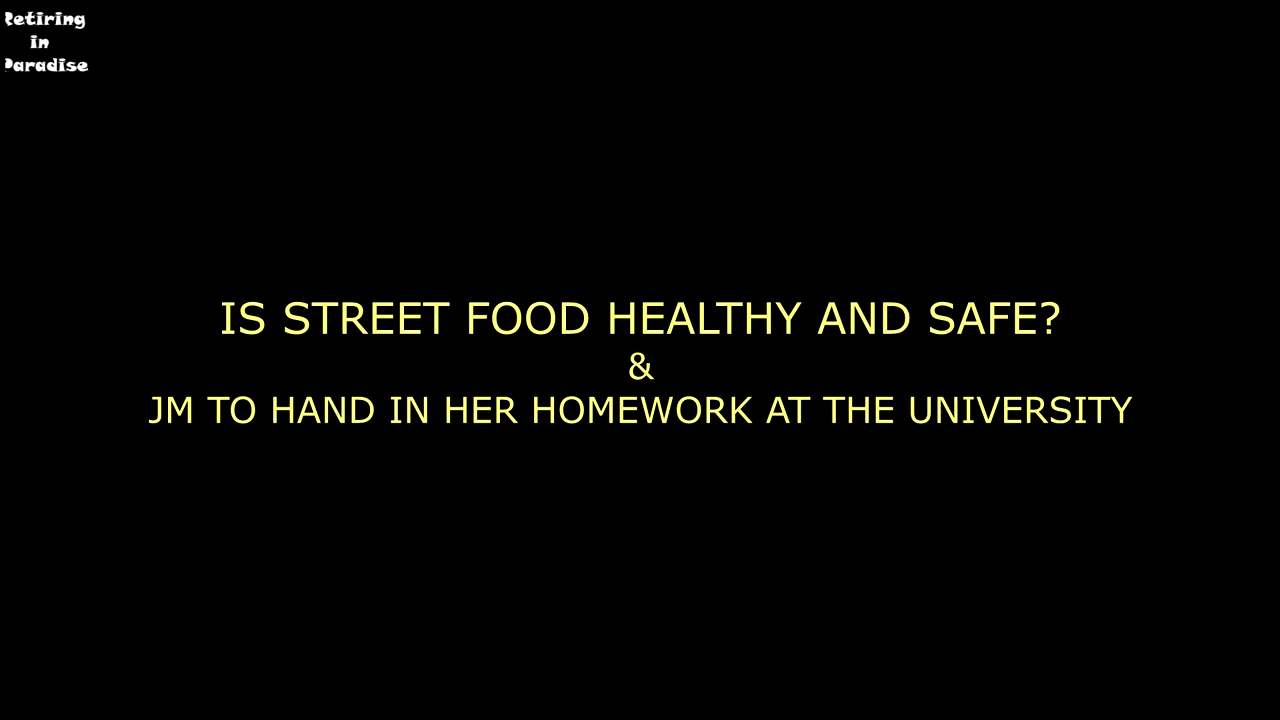 Retiring
in
Paradise
IS STREET FOOD HEALTHY AND SAFE?
&
JM TO HAND IN HER HOMEWORK AT THE UNIVERSITY